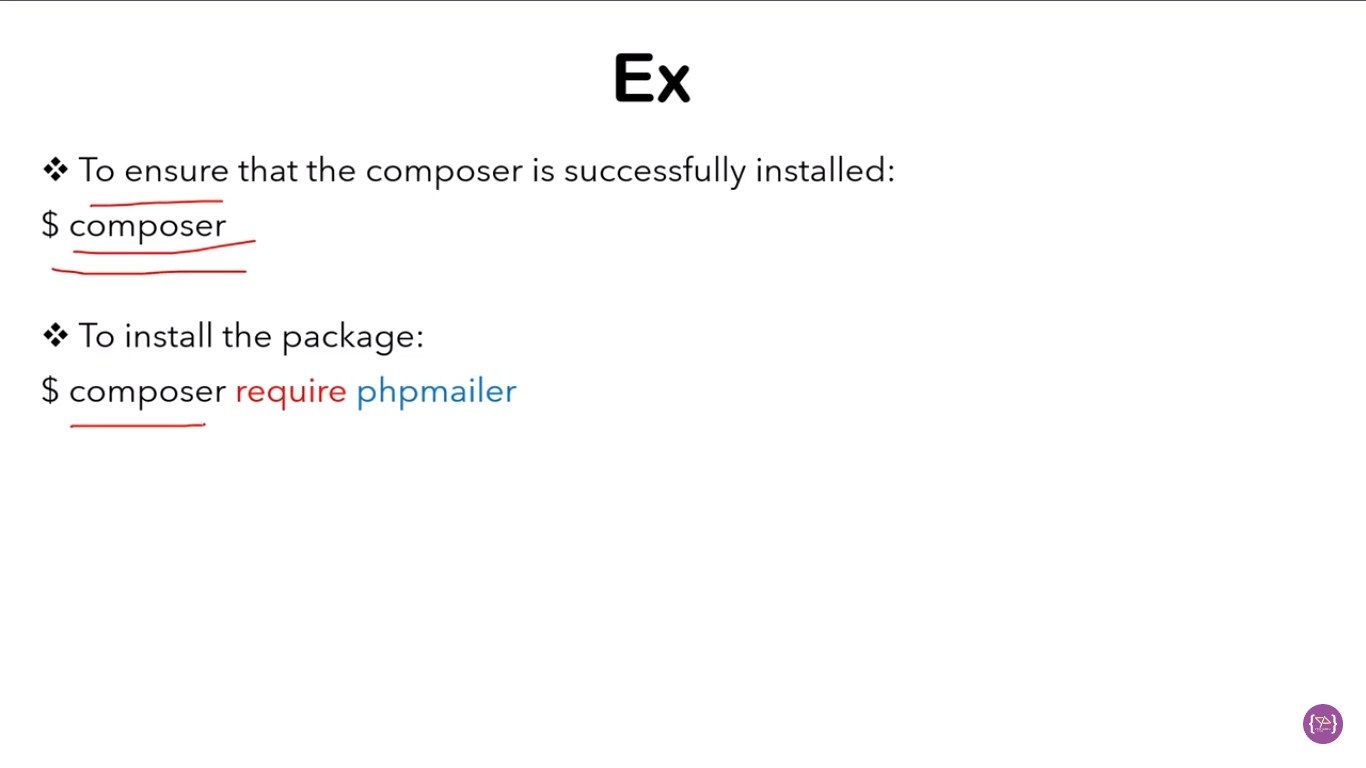 Ex
❖ To ensure that the composer is successfully installed:
$ composer
❖ To install the package:
$ composer require phpmailer